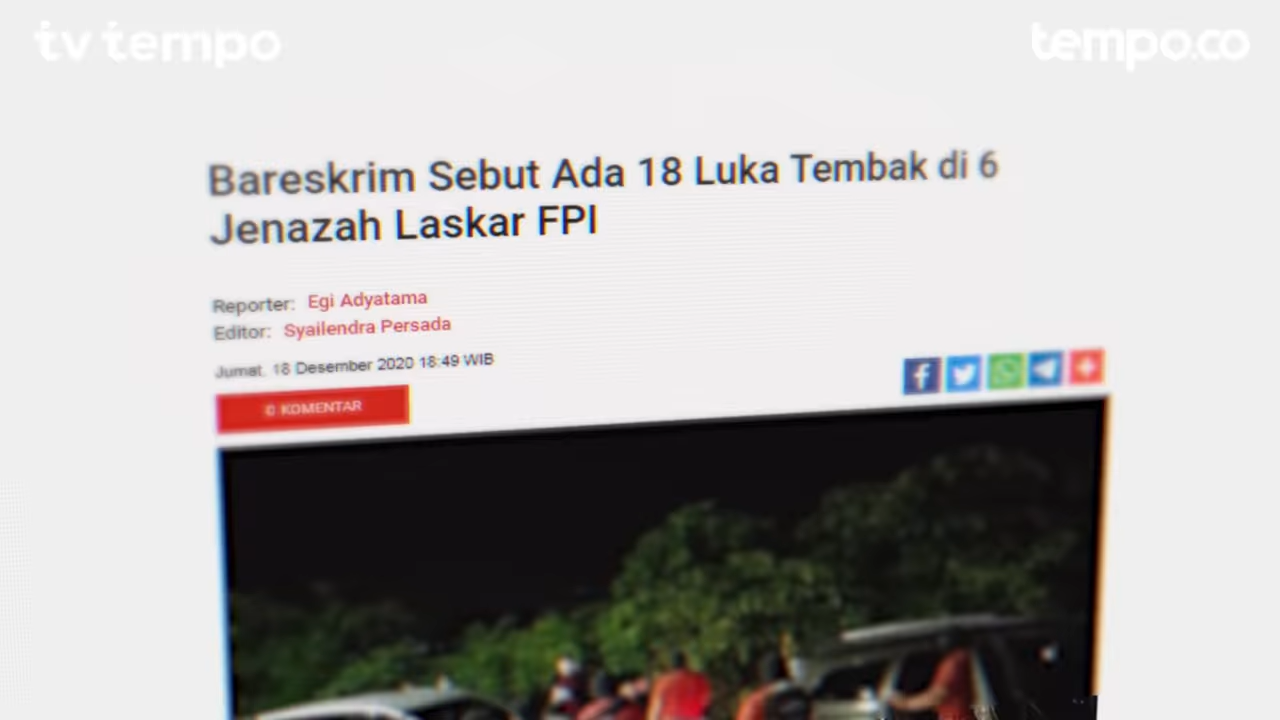 tv tempo
tempo.co
Bareskrim Sebut Ada 18 Luka Tembak di 6
Jenazah Laskar FPI
Reporter: Egi Adyatama
Editor: Syailendra Persada
Jumat, 18 Desember 2020 18:49 WIB
0 KOMENTAR